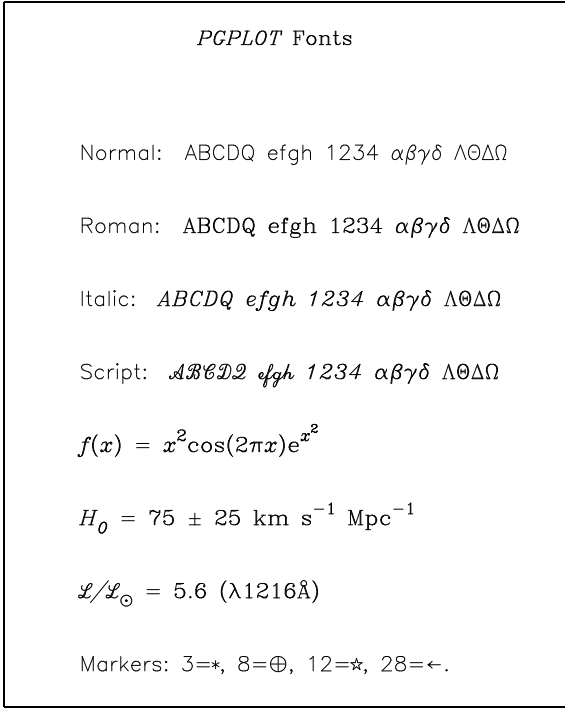 PGPLOT Fonts
Normal: ABCDQ efgh 1234 αβγδ ΛΘΔΩ
Roman: ABCDQ efgh 1234 αβγδ ΛΘΔΩ
Italic: ABCDQ efgh 1234 αβγδ ΛΘΔΩ
Script: 𝒜ℬ𝒞𝒟𝒬 ℯ𝒻ℊ𝒽 1234 αβγδ ΛΘΔΩ
f(x) = x²cos(2πx)e^{x²}
H₀ = 75 ± 25 km s⁻¹ Mpc⁻¹
ℒ/ℒ_⊙ = 5.6 (λ1216Å)
Markers: 3=*, 8=⊕, 12=☆, 28=←.